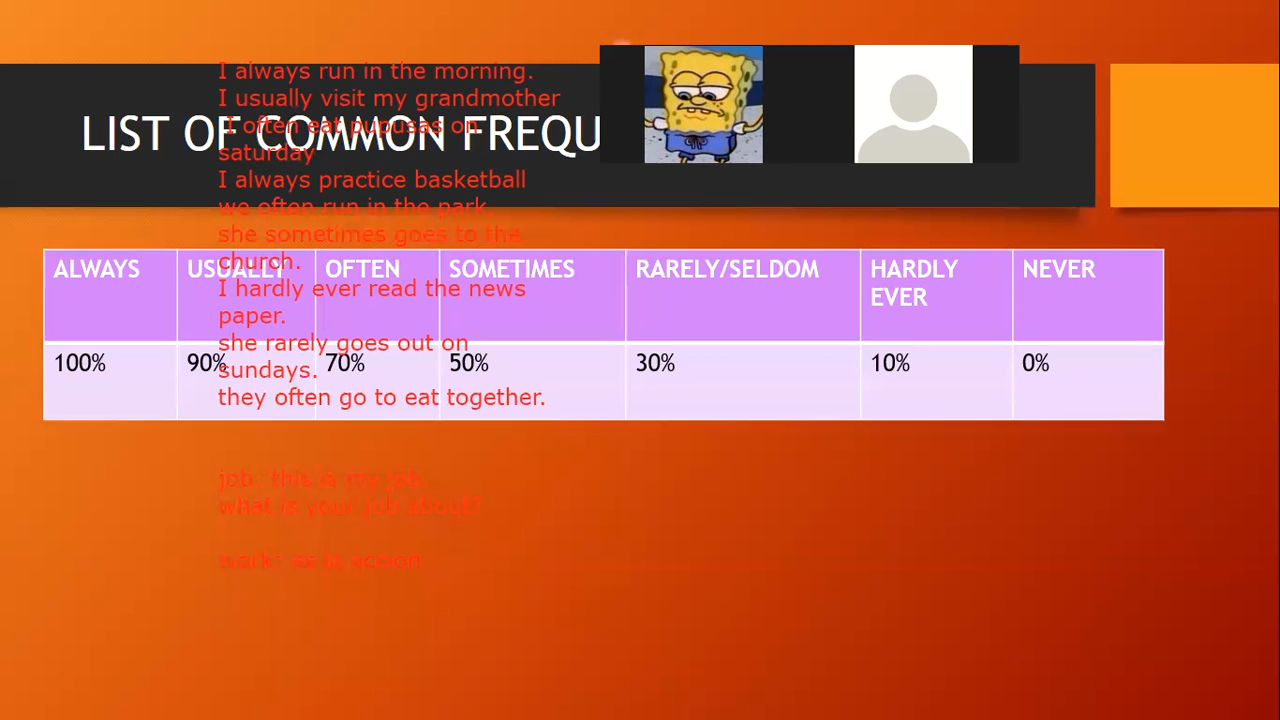 LIST OF COMMON FREQU
I always run in the morning.
I usually visit my grandmother
I often eat pupusas on
saturday
I always practice basketball
we often run in the park.
she sometimes goes to the
church.
I hardly ever read the news
paper.
she rarely goes out on
sundays.
they often go to eat together.
ALWAYS USUALLY OFTEN SOMETIMES RARELY/SELDOM HARDLY EVER NEVER
100% 90% 70% 50% 30% 10% 0%
job: this is my job.
what is your job about?
work: es la accion